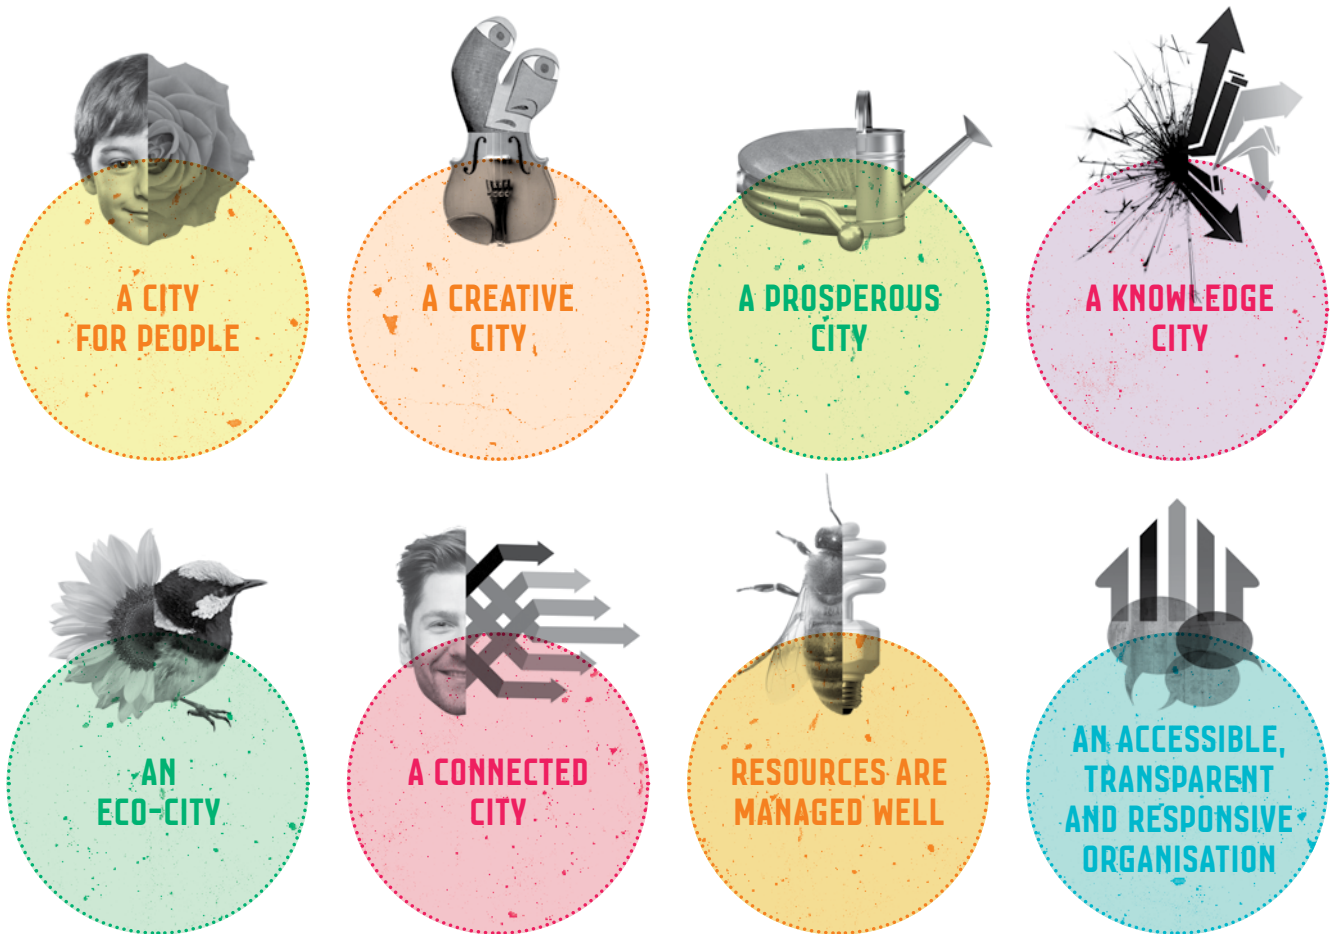 A CITY
FOR PEOPLE
A CREATIVE
CITY
A PROSPEROUS
CITY
A KNOWLEDGE
CITY
AN
ECO-CITY
A CONNECTED
CITY
RESOURCES ARE
MANAGED WELL
AN ACCESSIBLE,
TRANSPARENT
AND RESPONSIVE
ORGANISATION